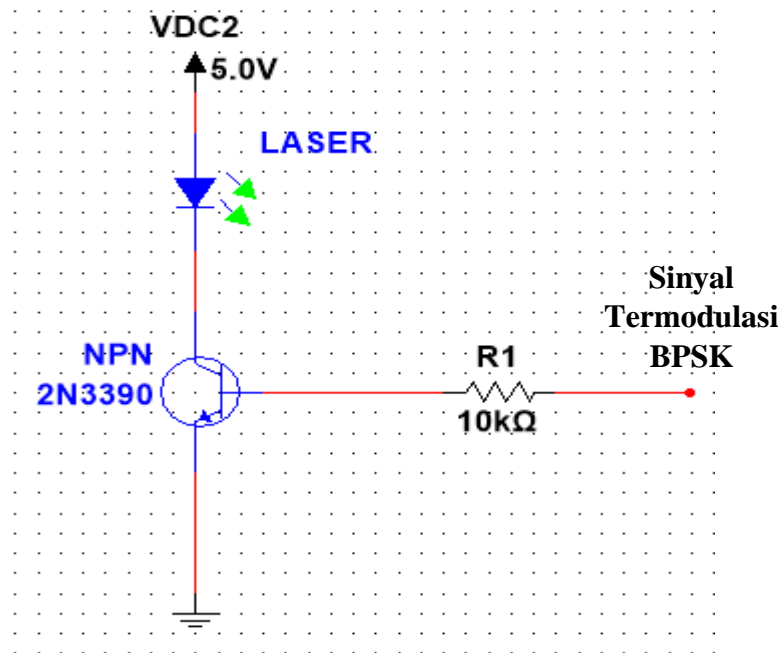 VDC2
5.0V
LASER
Sinyal
Termodulasi
BPSK
NPN
2N3390
R1
10kΩ